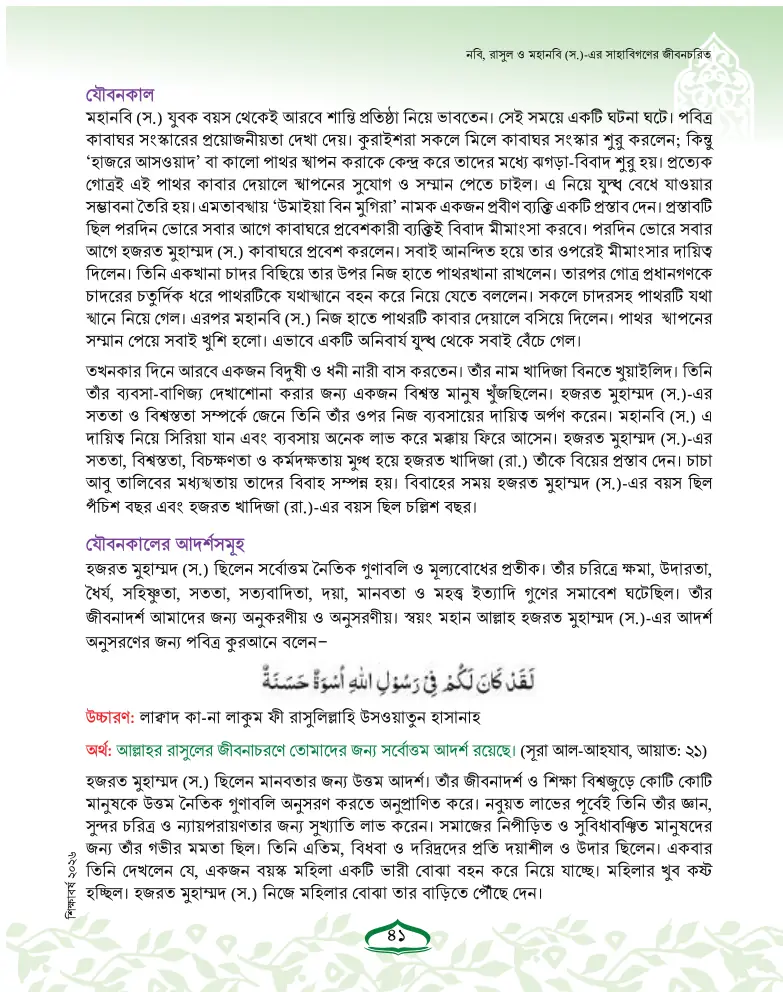 নবি, রাসুল ও মহানবি (স.)-এর সাহাবিগণের জীবনচরিত
যৌবনকাল
মহানবি (স.) যুবক বয়স থেকেই আরবে শান্তি প্রতিষ্ঠা নিয়ে ভাবতেন। সেই সময়ে একটি ঘটনা ঘটে। পবিত্র
কাবাঘর সংস্কারের প্রয়োজনীয়তা দেখা দেয়। কুরাইশরা সকলে মিলে কাবাঘর সংস্কার শুরু করলেন; কিন্তু
‘হাজরে আসওয়াদ’ বা কালো পাথর স্থাপন করাকে কেন্দ্র করে তাদের মধ্যে ঝগড়া-বিবাদ শুরু হয়। প্রত্যেক
গোত্রই এই পাথর কাবার দেয়ালে স্থাপনের সুযোগ ও সম্মান পেতে চাইল। এ নিয়ে যুদ্ধ বেধে যাওয়ার
সম্ভাবনা তৈরি হয়। এমতাবস্থায় ‘উমাইয়া বিন মুগিরা’ নামক একজন প্রবীণ ব্যক্তি একটি প্রস্তাব দেন। প্রস্তাবটি
ছিল পরদিন ভোরে সবার আগে কাবাঘরে প্রবেশকারী ব্যক্তিই বিবাদ মীমাংসা করবে। পরদিন ভোরে সবার
আগে হজরত মুহাম্মদ (স.) কাবাঘরে প্রবেশ করলেন। সবাই আনন্দিত হয়ে তার ওপরেই মীমাংসার দায়িত্ব
দিলেন। তিনি একখানা চাদর বিছিয়ে তার উপর নিজ হাতে পাথরখানা রাখলেন। তারপর গোত্র প্রধানগণকে
চাদরের চতুর্দিক ধরে পাথরটিকে যথাস্থানে বহন করে নিয়ে যেতে বললেন। সকলে চাদরসহ পাথরটি যথা
স্থানে নিয়ে গেল। এরপর মহানবি (স.) নিজ হাতে পাথরটি কাবার দেয়ালে বসিয়ে দিলেন। পাথর স্থাপনের
সম্মান পেয়ে সবাই খুশি হলো। এভাবে একটি অনিবার্য যুদ্ধ থেকে সবাই বেঁচে গেল।
তখনকার দিনে আরবে একজন বিদুষী ও ধনী নারী বাস করতেন। তাঁর নাম খাদিজা বিনতে খুয়াইলিদ। তিনি
তাঁর ব্যবসা-বাণিজ্য দেখাশোনা করার জন্য একজন বিশ্বস্ত মানুষ খুঁজছিলেন। হজরত মুহাম্মদ (স.)-এর
সততা ও বিশ্বস্ততা সম্পর্কে জেনে তিনি তাঁর ওপর নিজ ব্যবসায়ের দায়িত্ব অর্পণ করেন। মহানবি (স.) এ
দায়িত্ব নিয়ে সিরিয়া যান এবং ব্যবসায় অনেক লাভ করে মক্কায় ফিরে আসেন। হজরত মুহাম্মদ (স.)-এর
সততা, বিশ্বস্ততা, বিচক্ষণতা ও কর্মদক্ষতায় মুগ্ধ হয়ে হজরত খাদিজা (রা.) তাঁকে বিয়ের প্রস্তাব দেন। চাচা
আবু তালিবের মধ্যস্থতায় তাদের বিবাহ সম্পন্ন হয়। বিবাহের সময় হজরত মুহাম্মদ (স.)-এর বয়স ছিল
পঁচিশ বছর এবং হজরত খাদিজা (রা.)-এর বয়স ছিল চল্লিশ বছর।
যৌবনকালের আদর্শসমূহ
হজরত মুহাম্মদ (স.) ছিলেন সর্বোত্তম নৈতিক গুণাবলি ও মূল্যবোধের প্রতীক। তাঁর চরিত্রে ক্ষমা, উদারতা,
ধৈর্য, সহিষ্ণুতা, সততা, সত্যবাদিতা, দয়া, মানবতা ও মহত্ত্ব ইত্যাদি গুণের সমাবেশ ঘটেছিল। তাঁর
জীবনাদর্শ আমাদের জন্য অনুকরণীয় ও অনুসরণীয়। স্বয়ং মহান আল্লাহ হজরত মুহাম্মদ (স.)-এর আদর্শ
অনুসরণের জন্য পবিত্র কুরআনে বলেন–
لَقَدْ كَانَ لَكُمْ فِىْ رَسُوْلِ اللهِ اُسْوَةٌ حَسَنَةٌ
উচ্চারণ: লাক্বাদ কা-না লাকুম ফী রাসুলিল্লাহি উসওয়াতুন হাসানাহ
অর্থ: আল্লাহর রাসুলের জীবনাচরণে তোমাদের জন্য সর্বোত্তম আদর্শ রয়েছে। (সূরা আল-আহযাব, আয়াত: ২১)
হজরত মুহাম্মদ (স.) ছিলেন মানবতার জন্য উত্তম আদর্শ। তাঁর জীবনাদর্শ ও শিক্ষা বিশ্বজুড়ে কোটি কোটি
মানুষকে উত্তম নৈতিক গুণাবলি অনুসরণ করতে অনুপ্রাণিত করে। নবুয়ত লাভের পূর্বেই তিনি তাঁর জ্ঞান,
সুন্দর চরিত্র ও ন্যায়পরায়ণতার জন্য সুখ্যাতি লাভ করেন। সমাজের নিপীড়িত ও সুবিধাবঞ্চিত মানুষদের
জন্য তাঁর গভীর মমতা ছিল। তিনি এতিম, বিধবা ও দরিদ্রদের প্রতি দয়াশীল ও উদার ছিলেন। একবার
তিনি দেখলেন যে, একজন বয়স্ক মহিলা একটি ভারী বোঝা বহন করে নিয়ে যাচ্ছে। মহিলার খুব কষ্ট
হচ্ছিল। হজরত মুহাম্মদ (স.) নিজে মহিলার বোঝা তার বাড়িতে পৌঁছে দেন।
শিক্ষাবর্ষ ২০২৬
৪১